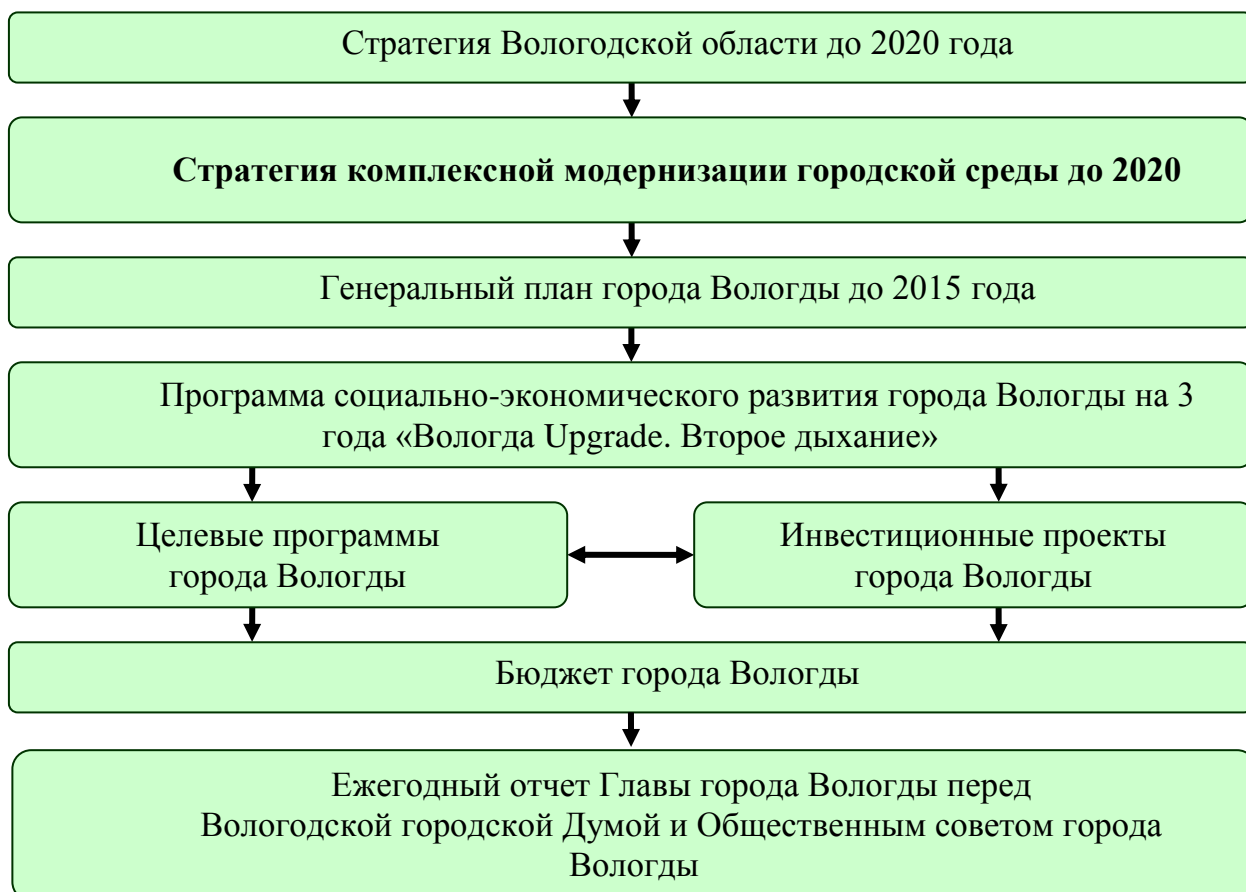 Стратегия Вологодской области до 2020 года
Стратегия комплексной модернизации городской среды до 2020
Генеральный план города Вологды до 2015 года
Программа социально-экономического развития города Вологды на 3
года «Вологда Upgrade. Второе дыхание»
Целевые программы
города Вологды
Инвестиционные проекты
города Вологды
Бюджет города Вологды
Ежегодный отчет Главы города Вологды перед
Вологодской городской Думой и Общественным советом города
Вологды